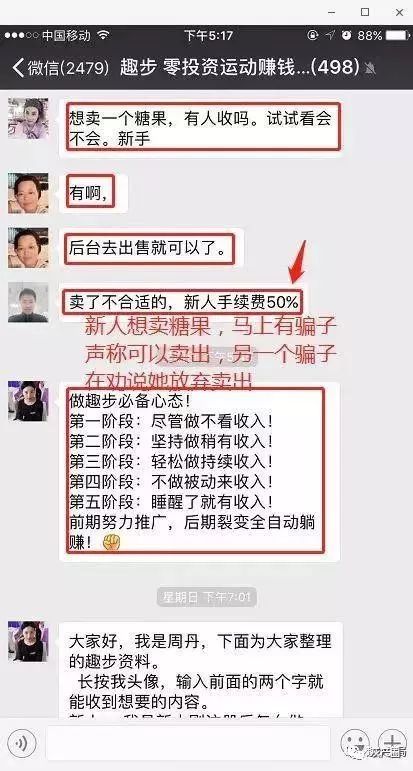 中国移动
下午5:17
88%
微信(2479)
趣步 零投资运动赚钱...(498)
想卖一个糖果，有人收吗。试试看会
不会。新手
有啊，
后台去出售就可以了。
卖了不合适的，新人手续费50%
新人想卖糖果，马上有骗子
声称可以卖出，另一个骗子
在劝说她放弃卖出
做趣步必备心态！
第一阶段：尽管做不看收入！
第二阶段：坚持做稍有收入！
第三阶段：轻松做持续收入！
第四阶段：不做被动来收入！
第五阶段：睡醒了就有收入！
前期努力推广，后期裂变全自动躺
赚！✊
星期日 下午7:01
大家好，我是周丹，下面为大家整理
的趣步资料。
长按我头像，输入前面的两个字就
能收到想要的内容。